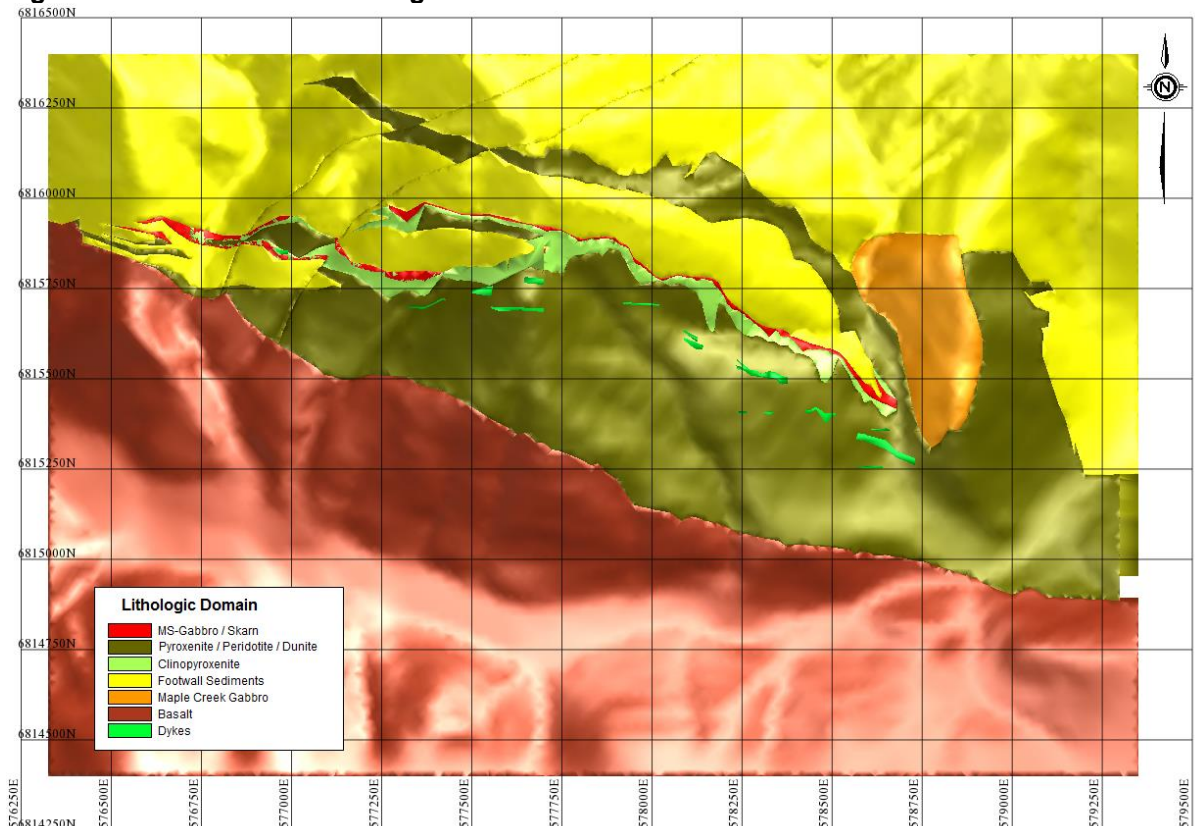 6816500N
6816250N
6816000N
6815750N
6815500N
6815250N
6815000N
6814750N
6814500N
6814250N
N
Lithologic Domain
MS-Gabbro / Skarn
Pyroxenite / Peridotite / Dunite
Clinopyroxenite
Footwall Sediments
Maple Creek Gabbro
Basalt
Dykes
576250E
576500E
576750E
577000E
577250E
577500E
577750E
578000E
578250E
578500E
578750E
579000E
579250E
579500E